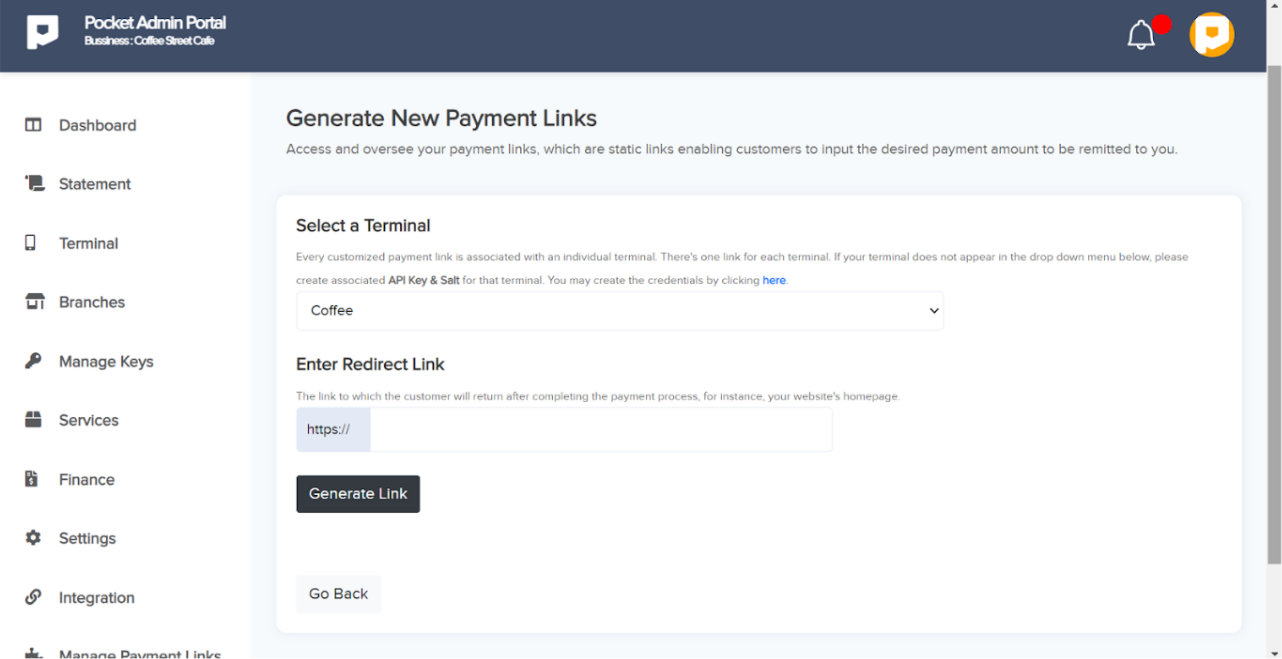 Pocket Admin Portal
Bussiness : Coffee Street Cafe
Dashboard
Statement
Terminal
Branches
Manage Keys
Services
Finance
Settings
Integration
Manage Payment Links
Generate New Payment Links
Access and oversee your payment links, which are static links enabling customers to input the desired payment amount to be remitted to you.
Select a Terminal
Every customized payment link is associated with an individual terminal. There's one link for each terminal. If your terminal does not appear in the drop down menu below, please
create associated API Key & Salt for that terminal. You may create the credentials by clicking here.
Coffee
Enter Redirect Link
The link to which the customer will return after completing the payment process, for instance, your website's homepage.
https://
Generate Link
Go Back